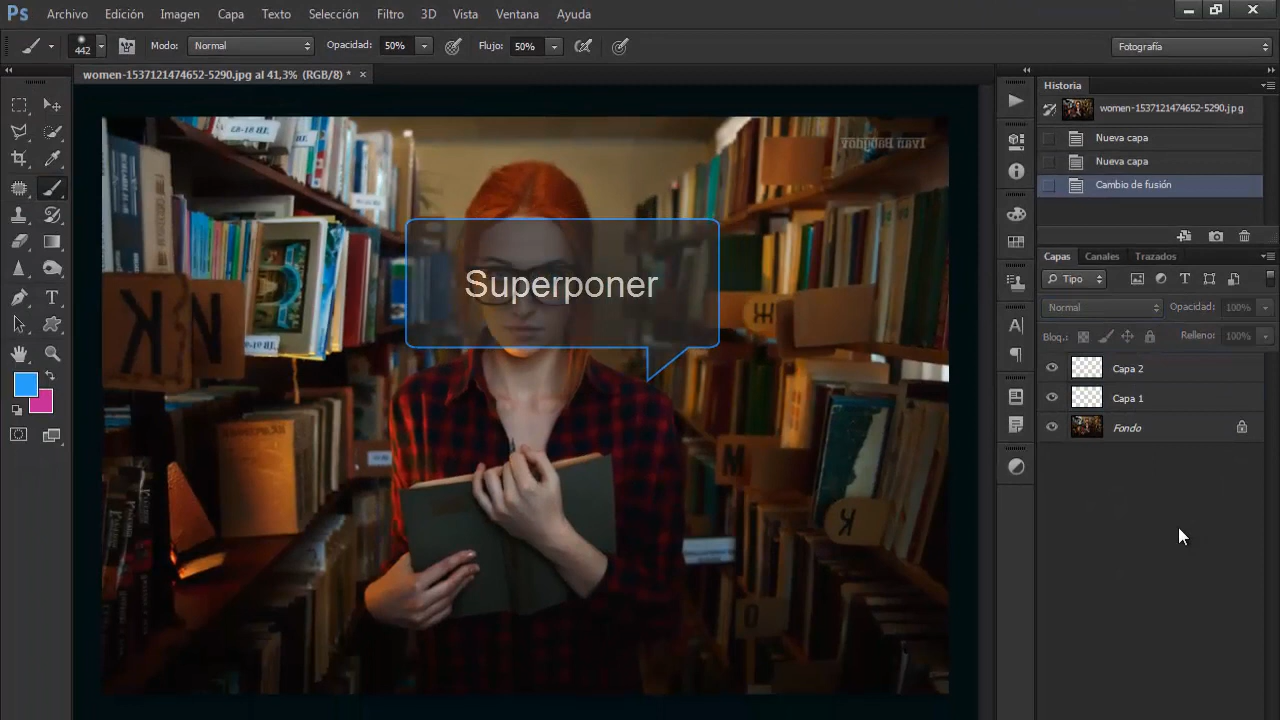 Ps Archivo Edición Imagen Capa Texto Selección Filtro 3D Vista Ventana Ayuda
442 Modo: Normal Opacidad: 50% Flujo: 50% Fotografía
women-1537121474652-5290.jpg al 41,3% (RGB/8) * ×
Historia
women-1537121474652-5290.jpg
Nueva capa
Nueva capa
Cambio de fusión
Capas Canales Trazados
Tipo
Normal Opacidad: 100%
Bloq.: Relleno: 100%
Capa 2
Capa 1
Fondo
Superponer